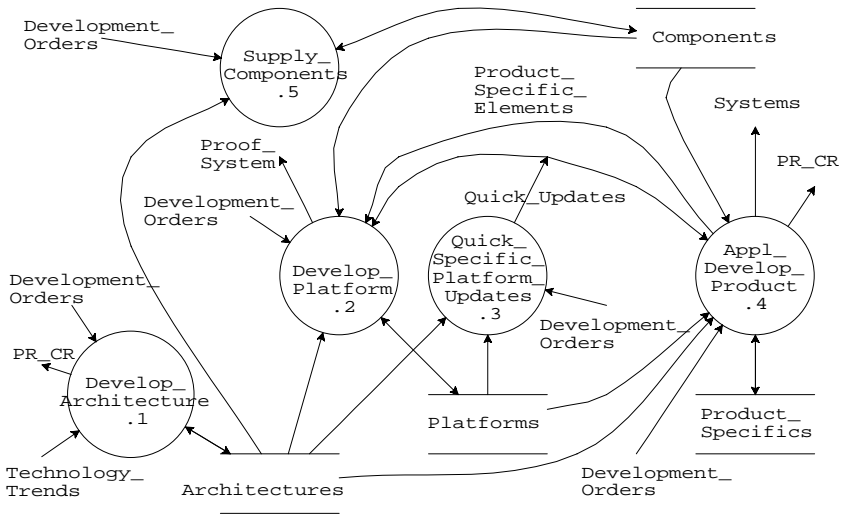 Development_
Orders
Supply_
Components
.5
Components
Product_
Specific_
Elements
Systems
PR_CR
Proof_
System
Development_
Orders
Quick_Updates
Develop_
Platform
.2
Quick_
Specific_
Platform_
Updates
.3
Appl_
Develop_
Product
.4
Development_
Orders
PR_CR
Development_
Orders
Develop_
Architecture
.1
Platforms
Product_
Specifics
Technology_
Trends
Architectures
Development_
Orders